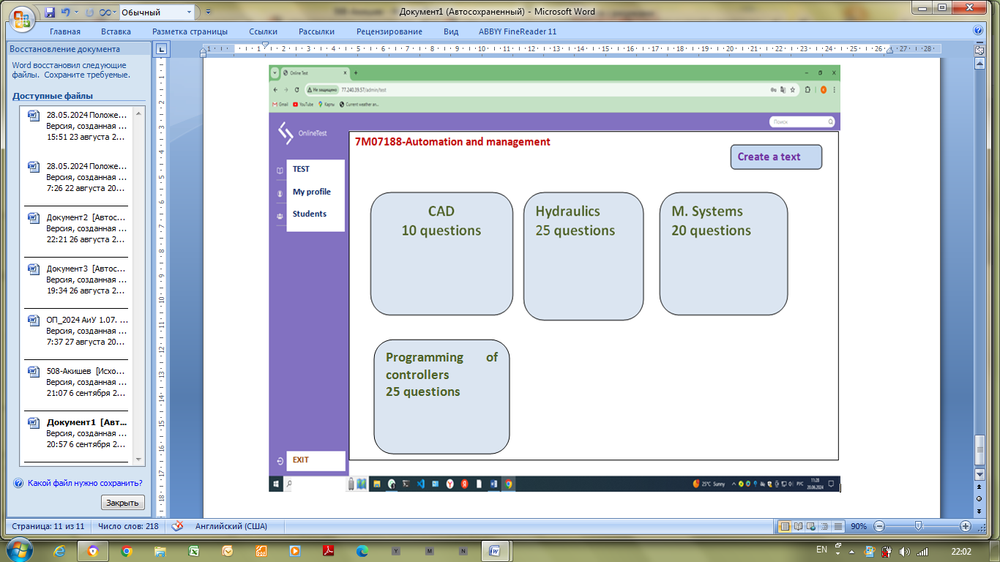 Обычный
Документ1 (Автосохраненный) - Microsoft Word
Главная
Вставка
Разметка страницы
Ссылки
Рассылки
Рецензирование
Вид
ABBYY FineReader 11
Восстановление документа
Word восстановил следующие
файлы. Сохраните требуемые.
Доступные файлы
28.05.2024 Положе...
Версия, созданная ...
15:51 23 августа 2...
28.05.2024 Положе...
Версия, созданная ...
7:26 22 августа 20...
Документ2 [Автос...
Версия, созданная ...
22:21 26 августа 2...
Документ3 [Автос...
Версия, созданная ...
19:34 26 августа 2...
ОП_2024 АиУ 1.07. ...
Версия, созданная ...
7:37 27 августа 20...
508-Акишев [Исхо...
Версия, созданная ...
21:07 6 сентября 2...
Документ1 [Авт...
Версия, созданная ...
20:57 6 сентября 2...
Какой файл нужно сохранить?
Закрыть
Online Test
Не защищено 77.240.39.57/admin/test
Gmail
YouTube
Карты
Current weather an...
OnlineTest
Поиск
7M07188-Automation and management
Create a text
TEST
My profile
Students
CAD
10 questions
Hydraulics
25 questions
M. Systems
20 questions
Programming of
controllers
25 questions
EXIT
25°C Sunny
РУС
11:28
20.06.2024
Страница: 11 из 11
Число слов: 218
Английский (США)
90%
EN
22:02